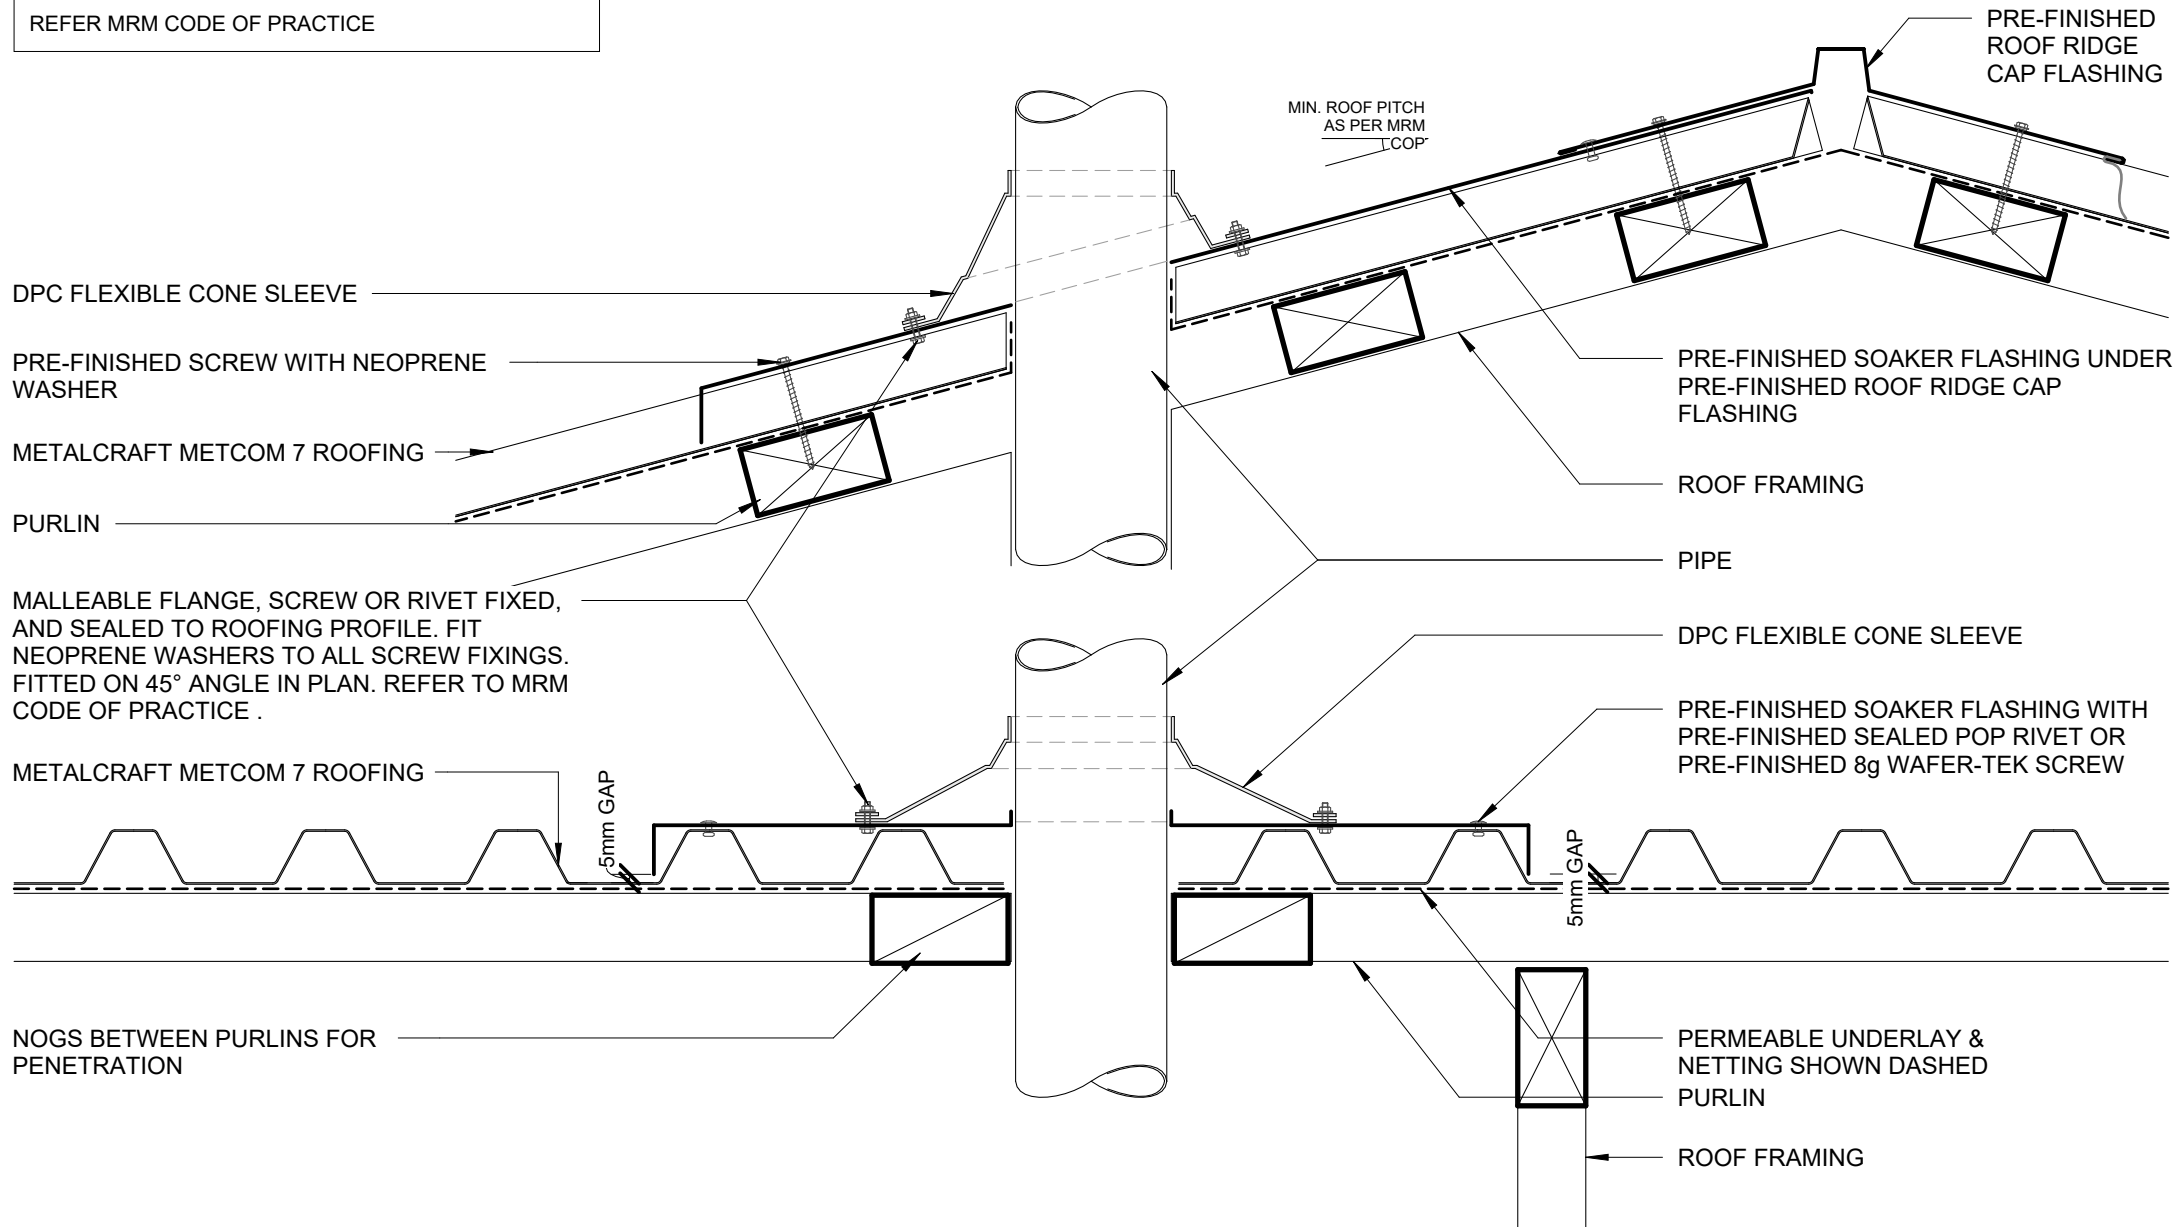 REFER MRM CODE OF PRACTICE
PRE-FINISHED
ROOF RIDGE
CAP FLASHING
MIN. ROOF PITCH
AS PER MRM
COP
DPC FLEXIBLE CONE SLEEVE
PRE-FINISHED SCREW WITH NEOPRENE
WASHER
METALCRAFT METCOM 7 ROOFING
PURLIN
MALLEABLE FLANGE, SCREW OR RIVET FIXED,
AND SEALED TO ROOFING PROFILE. FIT
NEOPRENE WASHERS TO ALL SCREW FIXINGS.
FITTED ON 45° ANGLE IN PLAN. REFER TO MRM
CODE OF PRACTICE .
METALCRAFT METCOM 7 ROOFING
5mm GAP
NOGS BETWEEN PURLINS FOR
PENETRATION
PRE-FINISHED SOAKER FLASHING UNDER
PRE-FINISHED ROOF RIDGE CAP
FLASHING
ROOF FRAMING
PIPE
DPC FLEXIBLE CONE SLEEVE
PRE-FINISHED SOAKER FLASHING WITH
PRE-FINISHED SEALED POP RIVET OR
PRE-FINISHED 8g WAFER-TEK SCREW
5mm GAP
PERMEABLE UNDERLAY &
NETTING SHOWN DASHED
PURLIN
ROOF FRAMING